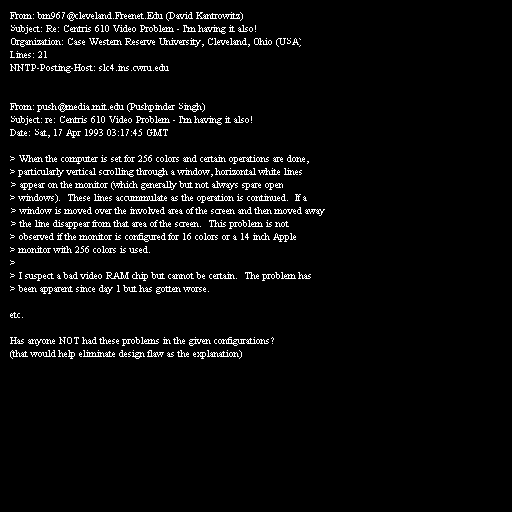 From: bm967@cleveland.Freenet.Edu (David Kantrowitz)
Subject: Re: Centris 610 Video Problem - I'm having it also!
Organization: Case Western Reserve University, Cleveland, Ohio (USA)
Lines: 21
NNTP-Posting-Host: slc4.ins.cwru.edu
From: push@media.mit.edu (Pushpinder Singh)
Subject: re: Centris 610 Video Problem - I'm having it also!
Date: Sat, 17 Apr 1993 03:17:45 GMT
> When the computer is set for 256 colors and certain operations are done,
> particularly vertical scrolling through a window, horizontal white lines
> appear on the monitor (which generally but not always spare open
> windows).  These lines accummulate as the operation is continued.  If a
> window is moved over the involved area of the screen and then moved away
> the line disappear from that area of the screen.  This problem is not
> observed if the monitor is configured for 16 colors or a 14 inch Apple
> monitor with 256 colors is used.
>
> I suspect a bad video RAM chip but cannot be certain.  The problem has
> been apparent since day 1 but has gotten worse.
etc.
Has anyone NOT had these problems in the given configurations?
(that would help eliminate design flaw as the explanation)